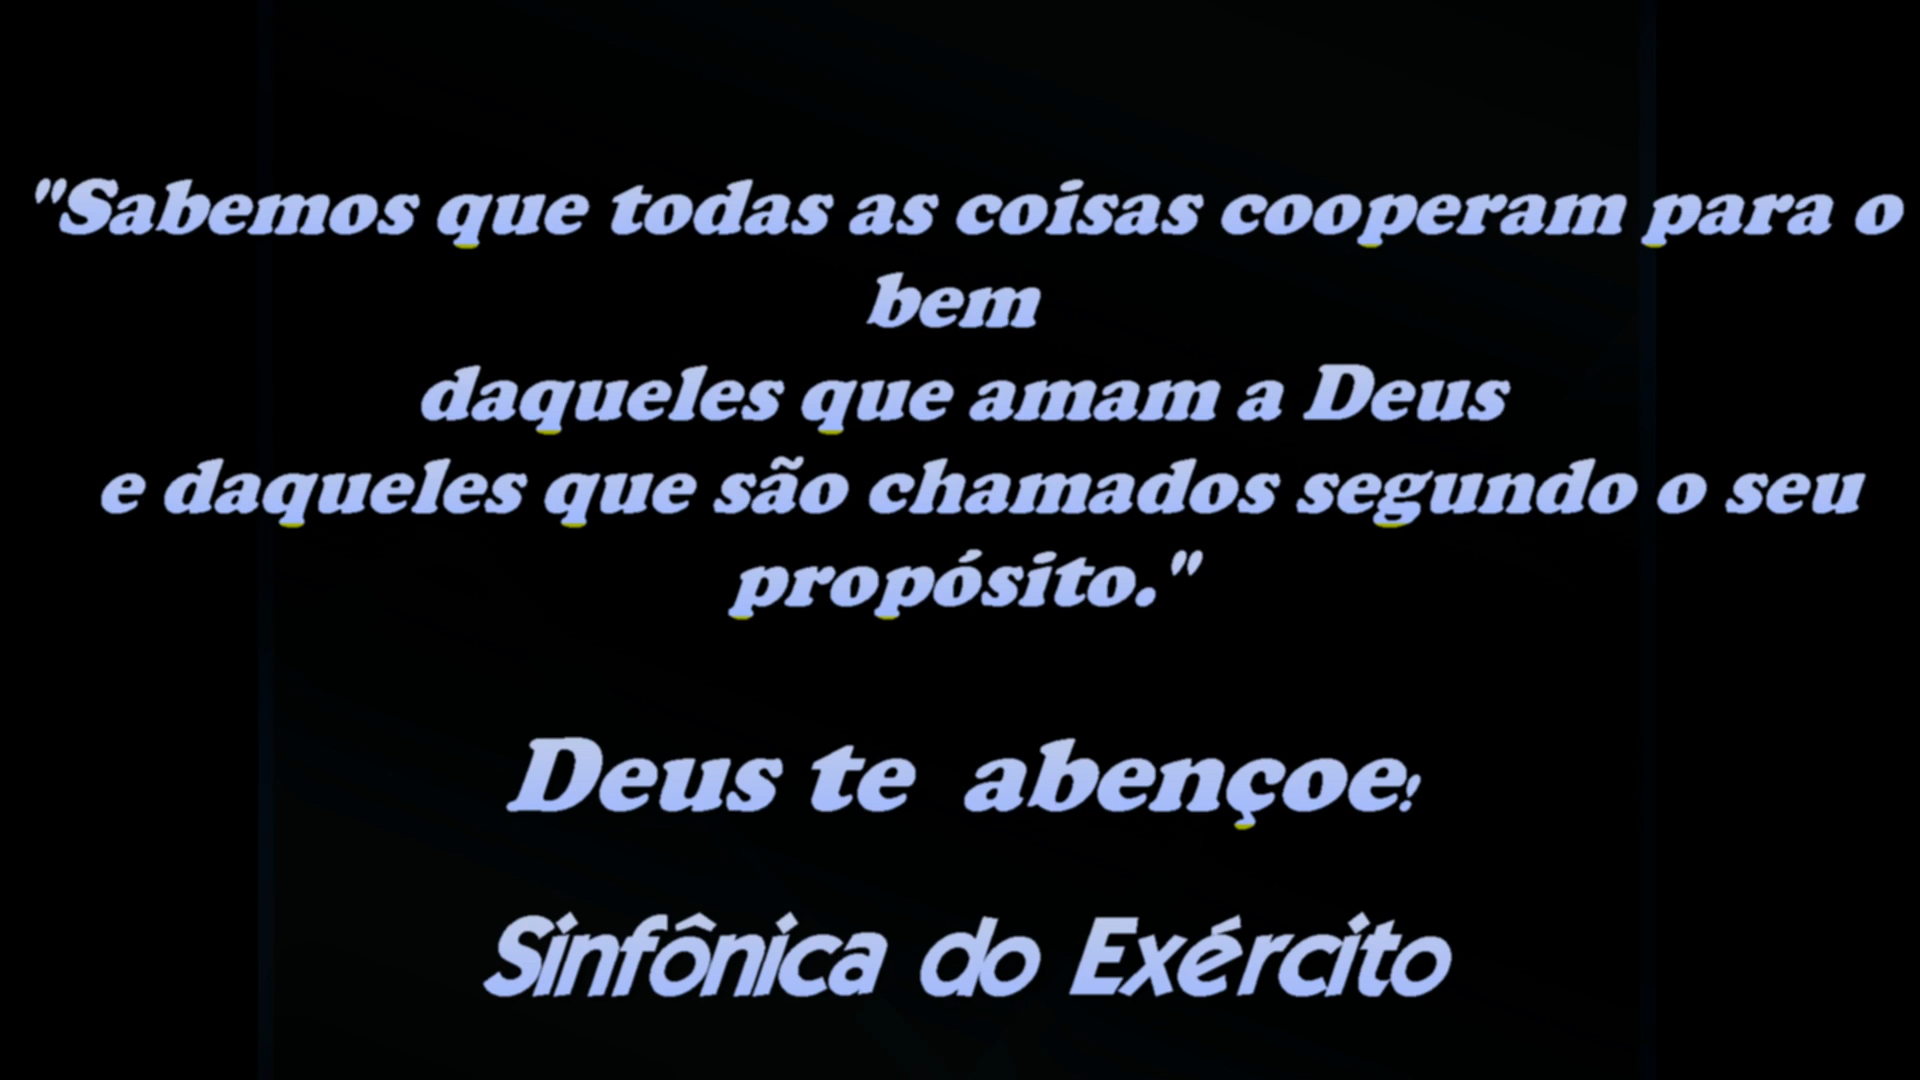 "Sabemos que todas as coisas cooperam para o
bem
daqueles que amam a Deus
e daqueles que são chamados segundo o seu
propósito."
Deus te abençoe!
Sinfônica do Exército